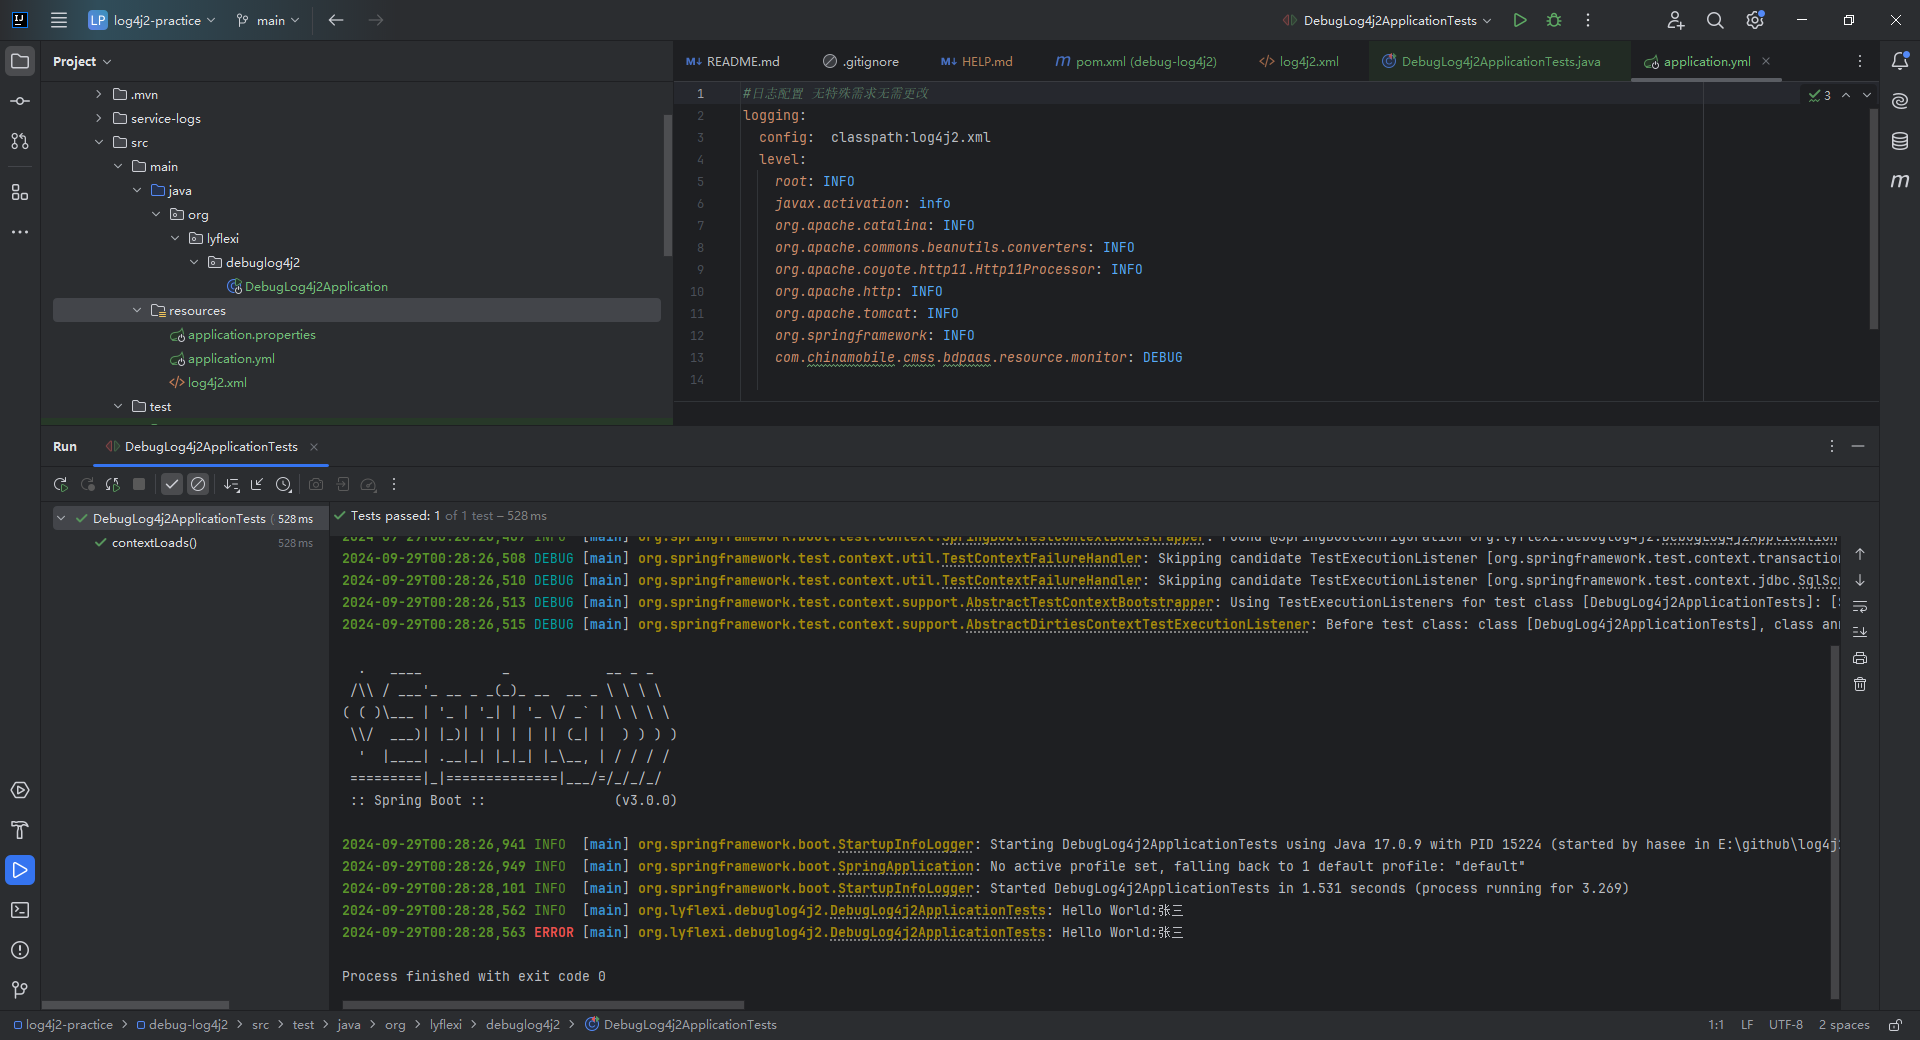 LP log4j2-practice main DebugLog4j2ApplicationTests
Project
README.md .gitignore HELP.md pom.xml (debug-log4j2) log4j2.xml DebugLog4j2ApplicationTests.java application.yml
.mvn
service-logs
src
main
java
org
lyflexi
debuglog4j2
DebugLog4j2Application
resources
application.properties
application.yml
log4j2.xml
test
1 #日志配置 无特殊需求无需更改
2 logging:
3 config:  classpath:log4j2.xml
4 level:
5 root: INFO
6 javax.activation: info
7 org.apache.catalina: INFO
8 org.apache.commons.beanutils.converters: INFO
9 org.apache.coyote.http11.Http11Processor: INFO
10 org.apache.http: INFO
11 org.apache.tomcat: INFO
12 org.springframework: INFO
13 com.chinamobile.cmss.bdpaas.resource.monitor: DEBUG
14
3
Run DebugLog4j2ApplicationTests
DebugLog4j2ApplicationTests ( 528 ms
contextLoads() 528 ms
Tests passed: 1 of 1 test – 528 ms
2024-09-29T00:28:26,508 DEBUG [main] org.springframework.test.context.util.TestContextFailureHandler: Skipping candidate TestExecutionListener [org.springframework.test.context.transaction
2024-09-29T00:28:26,510 DEBUG [main] org.springframework.test.context.util.TestContextFailureHandler: Skipping candidate TestExecutionListener [org.springframework.test.context.jdbc.SqlScr
2024-09-29T00:28:26,513 DEBUG [main] org.springframework.test.context.support.AbstractTestContextBootstrapper: Using TestExecutionListeners for test class [DebugLog4j2ApplicationTests]: [
2024-09-29T00:28:26,515 DEBUG [main] org.springframework.test.context.support.AbstractDirtiesContextTestExecutionListener: Before test class: class [DebugLog4j2ApplicationTests], class ann
:: Spring Boot :: (v3.0.0)
2024-09-29T00:28:26,941 INFO [main] org.springframework.boot.StartupInfoLogger: Starting DebugLog4j2ApplicationTests using Java 17.0.9 with PID 15224 (started by hasee in E:\github\log4j
2024-09-29T00:28:26,949 INFO [main] org.springframework.boot.SpringApplication: No active profile set, falling back to 1 default profile: "default"
2024-09-29T00:28:28,101 INFO [main] org.springframework.boot.StartupInfoLogger: Started DebugLog4j2ApplicationTests in 1.531 seconds (process running for 3.269)
2024-09-29T00:28:28,562 INFO [main] org.lyflexi.debuglog4j2.DebugLog4j2ApplicationTests: Hello World:张三
2024-09-29T00:28:28,563 ERROR [main] org.lyflexi.debuglog4j2.DebugLog4j2ApplicationTests: Hello World:张三
Process finished with exit code 0
log4j2-practice > debug-log4j2 > src > test > java > org > lyflexi > debuglog4j2 > DebugLog4j2ApplicationTests 1:1 LF UTF-8 2 spaces